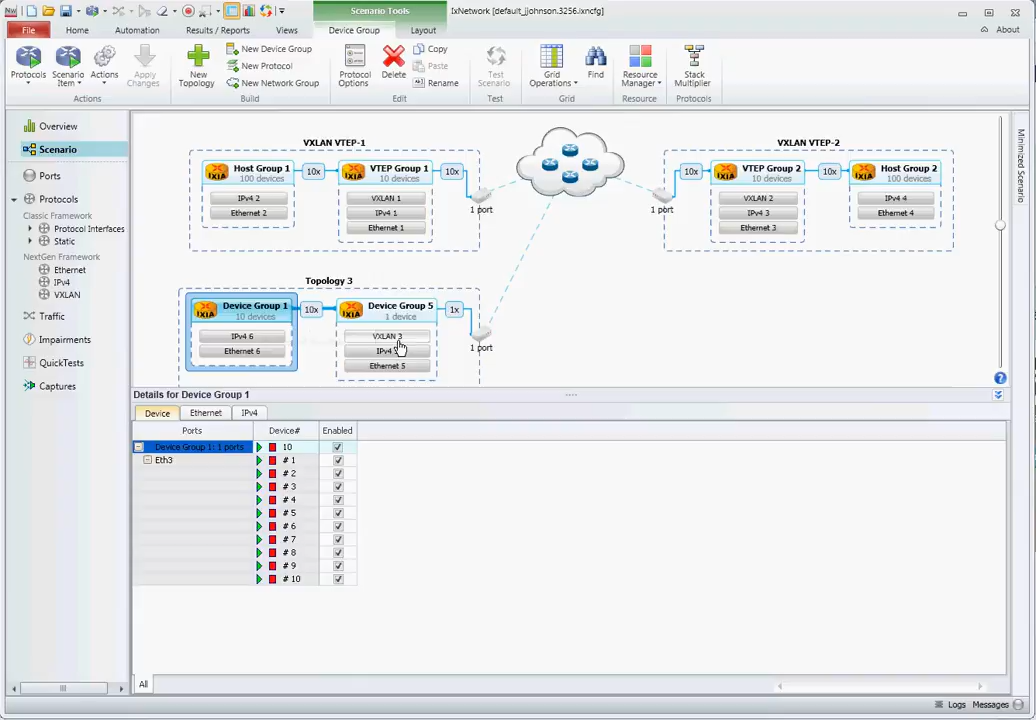 Scenario Tools
IxNetwork [default_jjohnson.3256.ixncfg]
File
Home
Automation
Results / Reports
Views
Device Group
Layout
About
Protocols
Scenario Item
Actions
Apply Changes
Actions
New Topology
New Device Group
New Protocol
New Network Group
Build
Protocol Options
Delete
Copy
Paste
Rename
Edit
Test Scenario
Test
Grid Operations
Find
Grid
Resource Manager
Resource
Stack Multiplier
Protocols
Overview
Scenario
Ports
Protocols
Classic Framework
Protocol Interfaces
Static
NextGen Framework
Ethernet
IPv4
VXLAN
Traffic
Impairments
QuickTests
Captures
VXLAN VTEP-1
IXIA
Host Group 1
100 devices
IPv4 2
Ethernet 2
10x
IXIA
VTEP Group 1
10 devices
VXLAN 1
IPv4 1
Ethernet 1
10x
1 port
VXLAN VTEP-2
1 port
10x
IXIA
VTEP Group 2
10 devices
VXLAN 2
IPv4 3
Ethernet 3
10x
IXIA
Host Group 2
100 devices
IPv4 4
Ethernet 4
Topology 3
IXIA
Device Group 1
10 devices
IPv4 6
Ethernet 6
10x
IXIA
Device Group 5
1 device
VXLAN 3
IPv4
Ethernet 5
1x
1 port
Minimized Scenario
Details for Device Group 1
Device
Ethernet
IPv4
Ports
Device#
Enabled
Device Group 1: 1 ports
10
Eth3
# 1
# 2
# 3
# 4
# 5
# 6
# 7
# 8
# 9
# 10
All
Logs
Messages